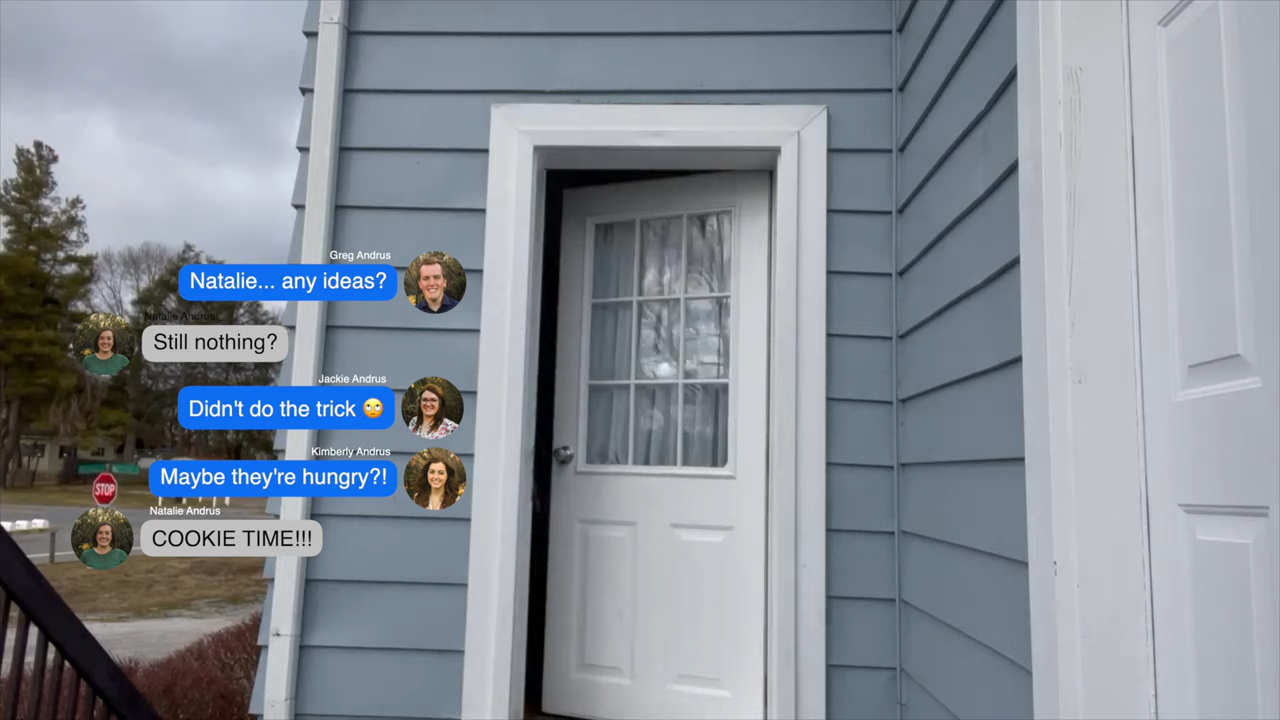 Greg Andrus
Natalie... any ideas?
Natalie Andrus
Still nothing?
Jackie Andrus
Didn't do the trick 🙄
Kimberly Andrus
Maybe they're hungry?!
STOP
Natalie Andrus
COOKIE TIME!!!